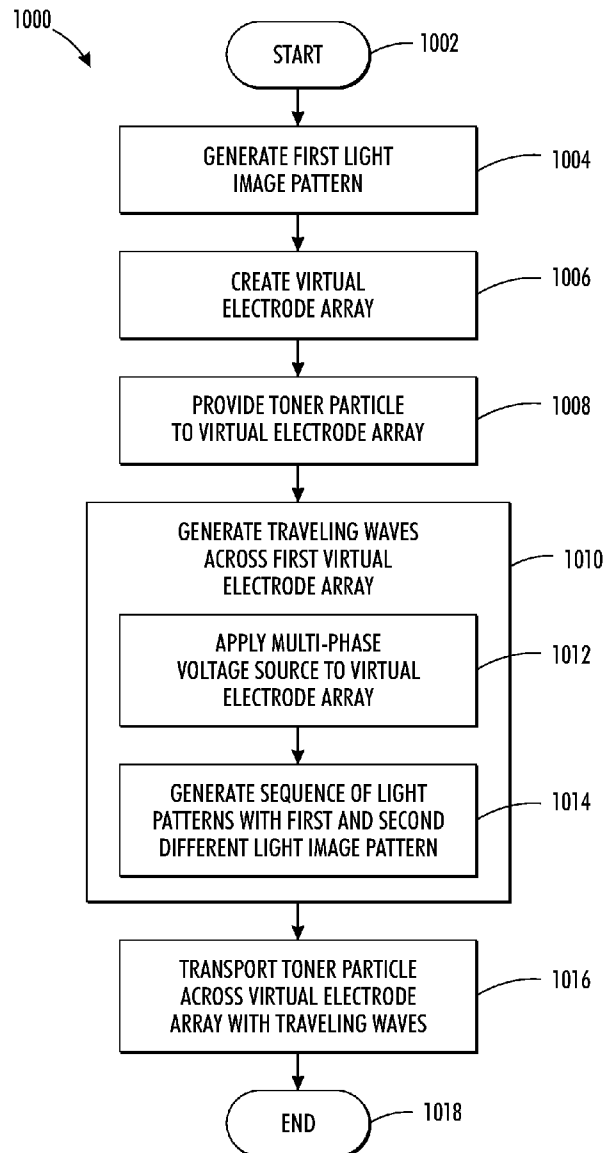 1000
START
1002
GENERATE FIRST LIGHT
IMAGE PATTERN
1004
CREATE VIRTUAL
ELECTRODE ARRAY
1006
PROVIDE TONER PARTICLE
TO VIRTUAL ELECTRODE ARRAY
1008
GENERATE TRAVELING WAVES
ACROSS FIRST VIRTUAL
ELECTRODE ARRAY
1010
APPLY MULTI-PHASE
VOLTAGE SOURCE TO VIRTUAL
ELECTRODE ARRAY
1012
GENERATE SEQUENCE OF LIGHT
PATTERNS WITH FIRST AND SECOND
DIFFERENT LIGHT IMAGE PATTERN
1014
TRANSPORT TONER PARTICLE
ACROSS VIRTUAL ELECTRODE
ARRAY WITH TRAVELING WAVES
1016
END
1018